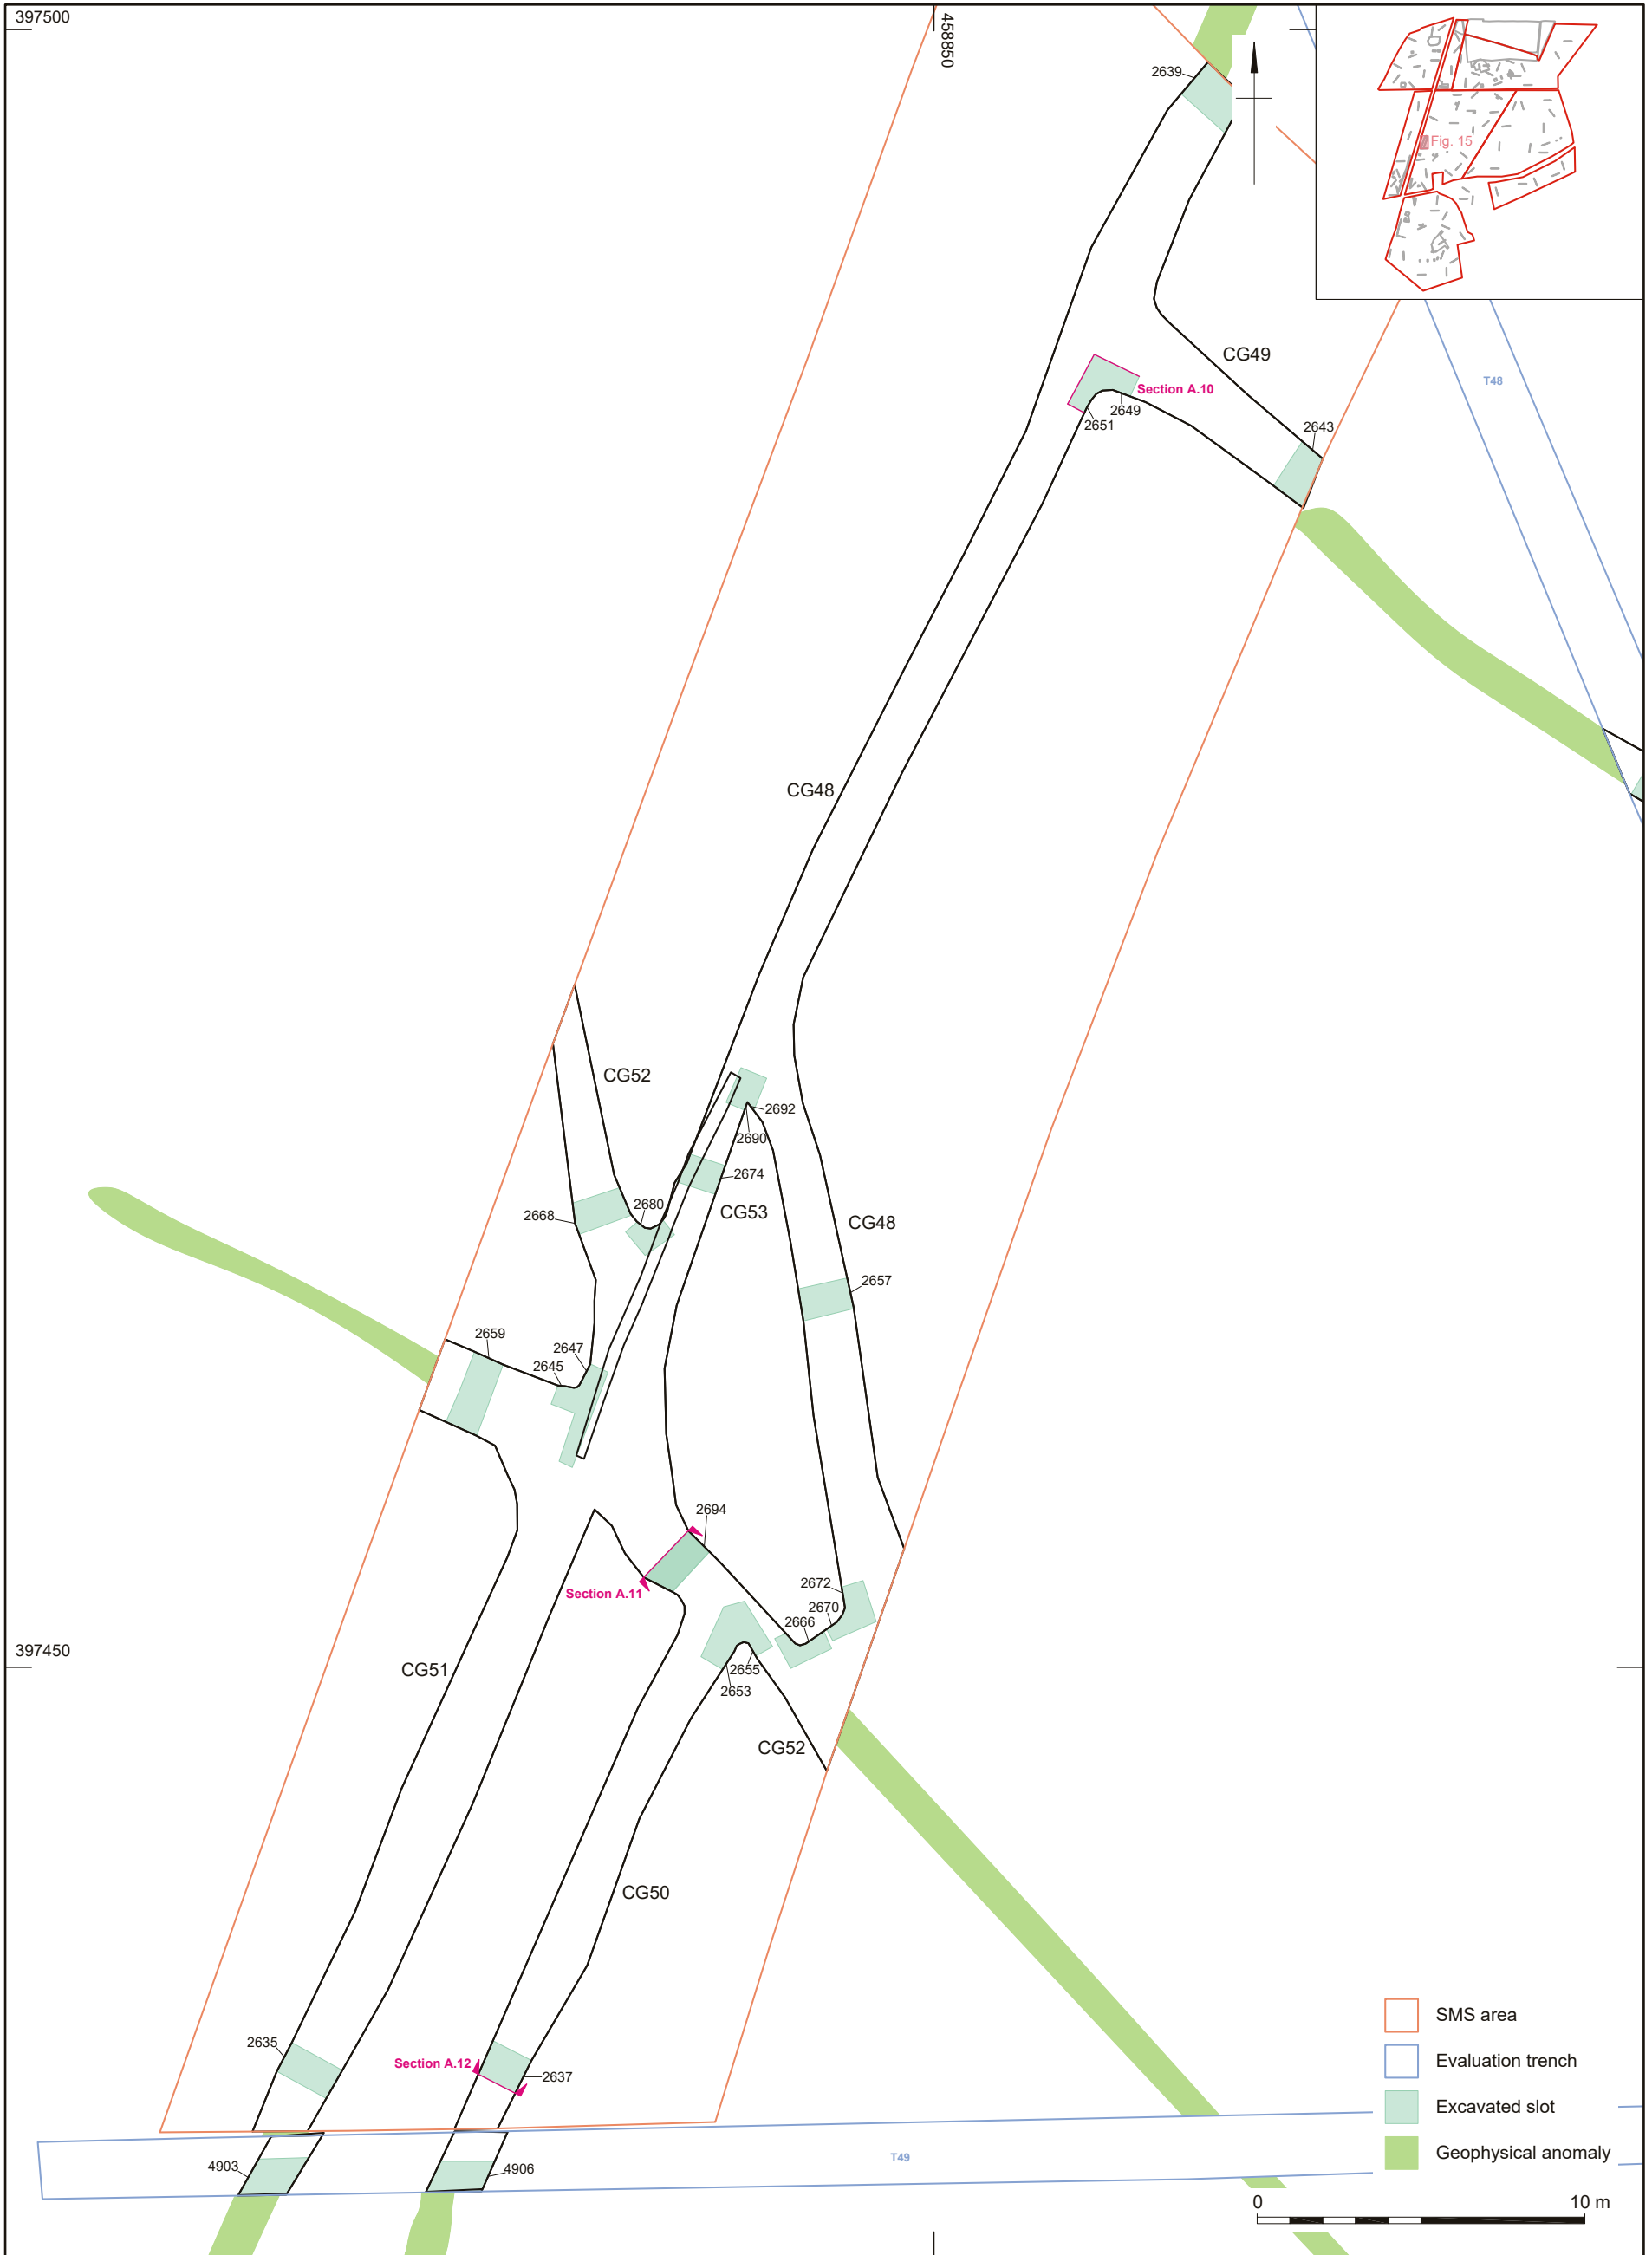 397500
458850
2639
Fig. 15
CG49
T48
Section A.10
2649
2651
2643
CG48
CG52
2692
2690
2674
2680
CG53
2668
CG48
2657
2659
2647
2645
2694
2672
Section A.11
2670
2666
397450
2655
CG51
2653
CG52
CG50
SMS area
2635
Evaluation trench
Section A.12
2637
Excavated slot
Geophysical anomaly
T49
4903
4906
0 10 m